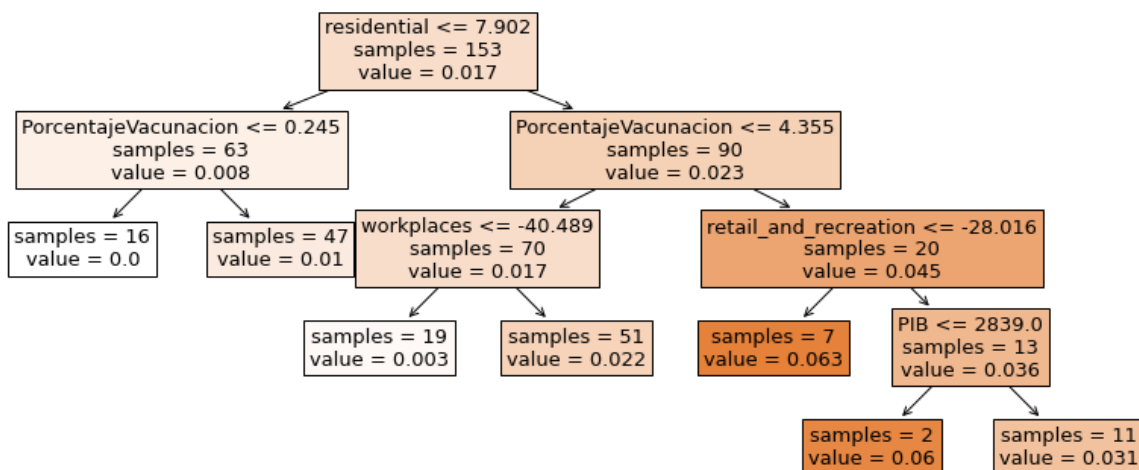 residential <= 7.902
samples = 153
value = 0.017
PorcentajeVacunacion <= 0.245
samples = 63
value = 0.008
PorcentajeVacunacion <= 4.355
samples = 90
value = 0.023
samples = 16
value = 0.0
samples = 47
value = 0.01
workplaces <= -40.489
samples = 70
value = 0.017
retail_and_recreation <= -28.016
samples = 20
value = 0.045
samples = 19
value = 0.003
samples = 51
value = 0.022
samples = 7
value = 0.063
PIB <= 2839.0
samples = 13
value = 0.036
samples = 2
value = 0.06
samples = 11
value = 0.031